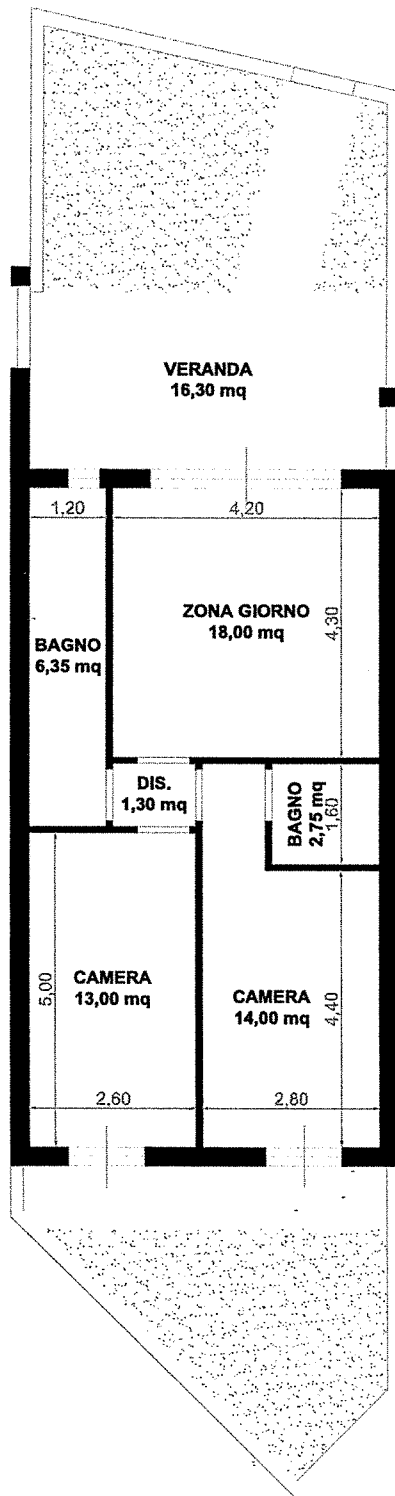 VERANDA
16,30 mq
1,20
4,20
ZONA GIORNO
18,00 mq
4,30
BAGNO
6,35 mq
DIS.
1,30 mq
BAGNO
2,75 mq
1,60
CAMERA
13,00 mq
5,00
CAMERA
14,00 mq
4,40
2,60
2,80